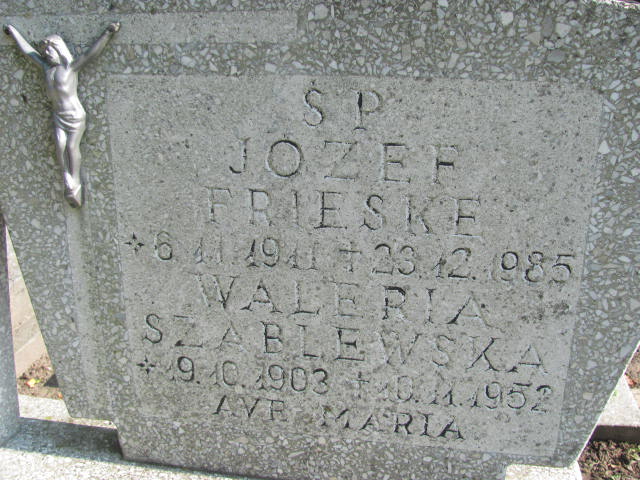 ŚP
JÓZEF
FRIESKE
* 6.11.1911 + 23.12.1985
WALERIA
SZABLEWSKA
* 19.10.1903 + 10.11.1952
AVE MARIA